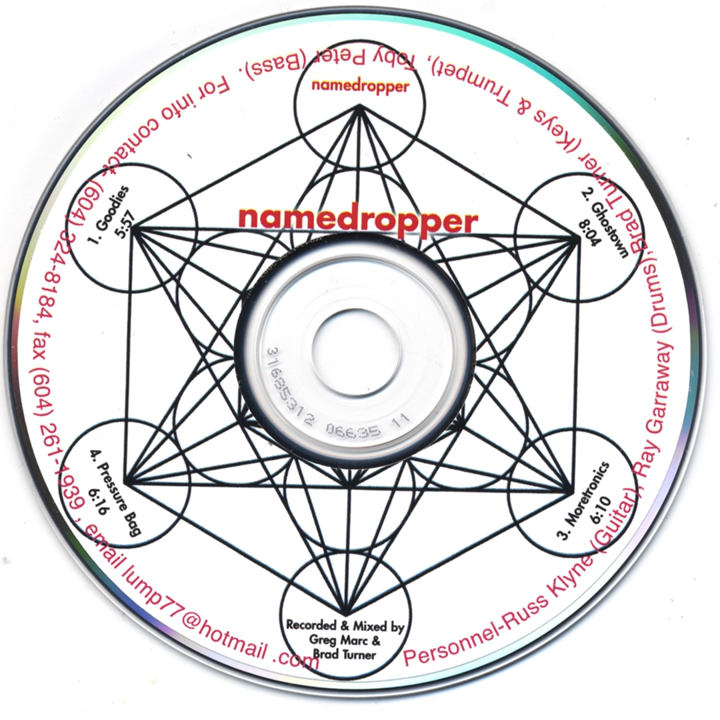 namedropper
namedropper
1. Goodies
5:57
2. Ghostown
8:04
3. Moretronics
6:10
4. Pressure Bag
6:16
Recorded & Mixed by
Greg Marc &
Brad Turner
Personnel-Russ Klyne (Guitar), Ray Garraway (Drums),Brad Turner (Keys & Trumpet), Toby Peter (Bass). For info contact (604) 324-8184, fax (604) 261-1939 , email lump77@hotmail .com
31685312 06635 11